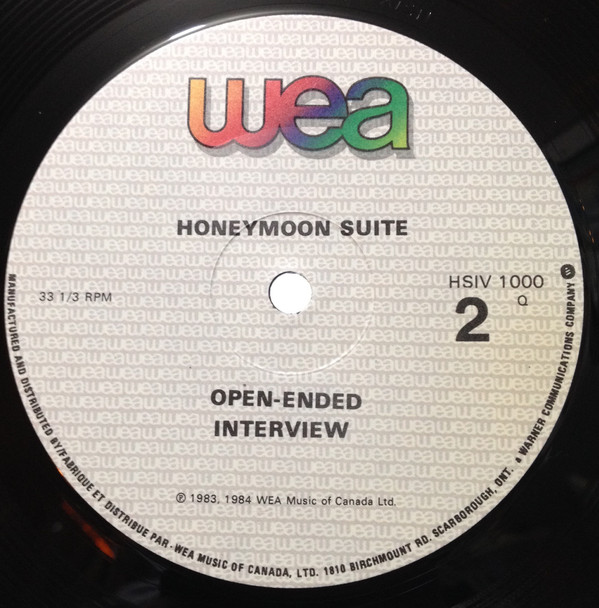 wea
HONEYMOON SUITE
33 1/3 RPM
HSIV 1000
Q
2
OPEN-ENDED
INTERVIEW
℗ 1983, 1984 WEA Music of Canada Ltd.
MANUFACTURED AND DISTRIBUTED BY/FABRIQUE ET DISTRIBUE PAR - WEA MUSIC OF CANADA, LTD. 1810 BIRCHMOUNT RD. SCARBOROUGH, ONT. a WARNER COMMUNICATIONS COMPANY